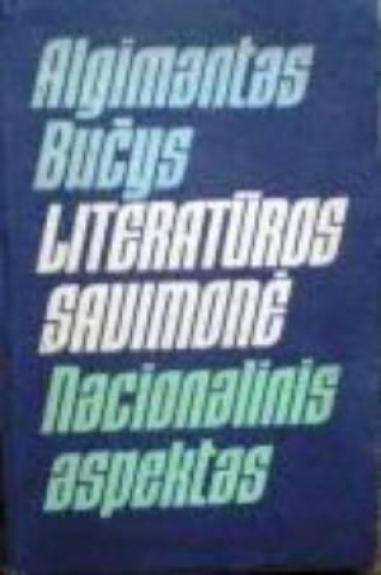 Algimantas
Bučys
LITERATŪROS
SAVIMONĖ
Nacionalinis
aspektas